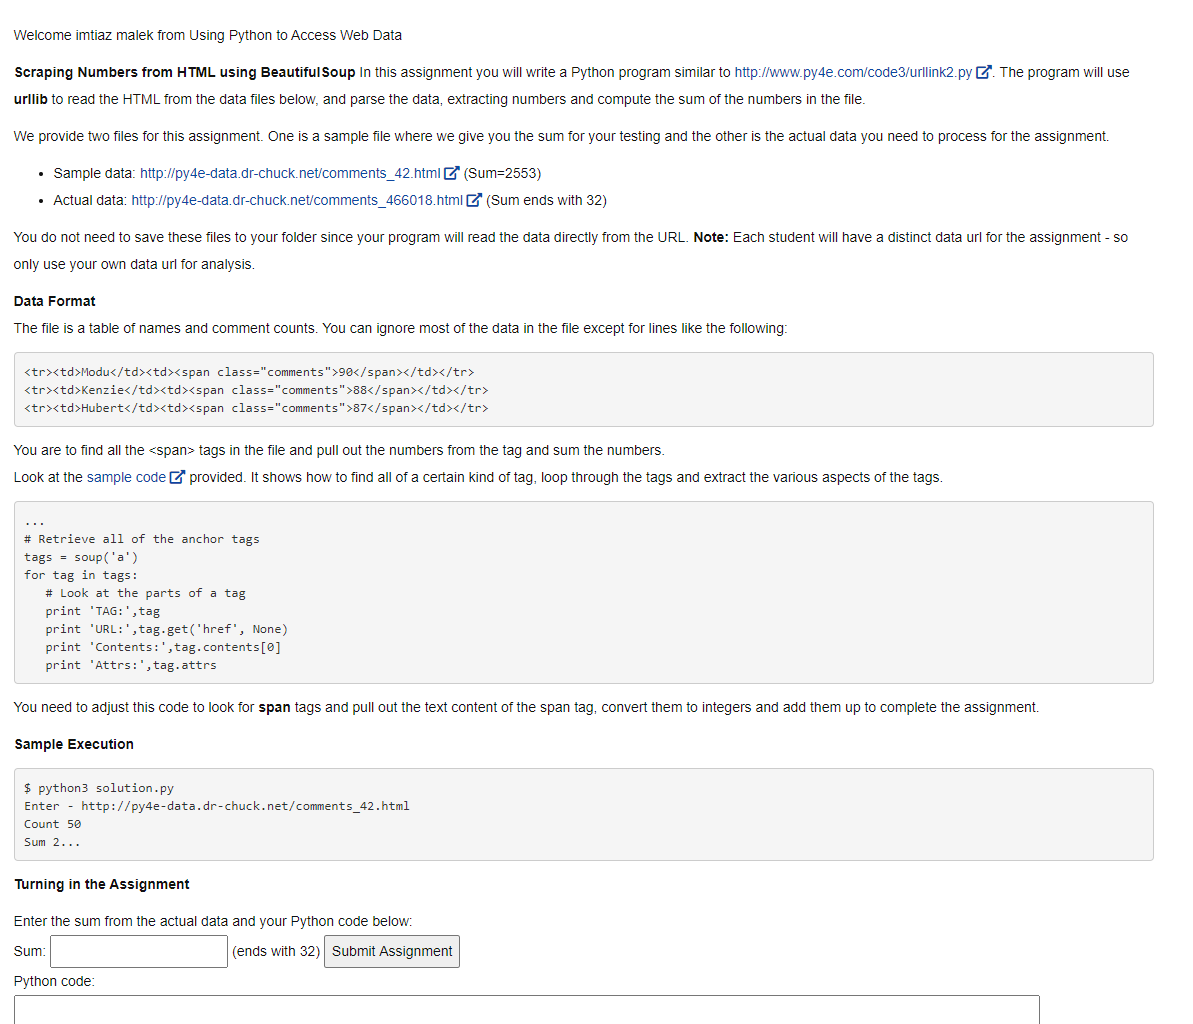 Welcome imtiaz malek from Using Python to Access Web Data
Scraping Numbers from HTML using BeautifulSoup In this assignment you will write a Python program similar to http://www.py4e.com/code3/urllink2.py. The program will use
urllib to read the HTML from the data files below, and parse the data, extracting numbers and compute the sum of the numbers in the file.
We provide two files for this assignment. One is a sample file where we give you the sum for your testing and the other is the actual data you need to process for the assignment.
• Sample data: http://py4e-data.dr-chuck.net/comments_42.html (Sum=2553)
• Actual data: http://py4e-data.dr-chuck.net/comments_466018.html (Sum ends with 32)
You do not need to save these files to your folder since your program will read the data directly from the URL. Note: Each student will have a distinct data url for the assignment - so
only use your own data url for analysis.
Data Format
The file is a table of names and comment counts. You can ignore most of the data in the file except for lines like the following:
<tr><td>Modu</td><td><span class="comments">90</span></td></tr>
<tr><td>Kenzie</td><td><span class="comments">88</span></td></tr>
<tr><td>Hubert</td><td><span class="comments">87</span></td></tr>
You are to find all the <span> tags in the file and pull out the numbers from the tag and sum the numbers.
Look at the sample code provided. It shows how to find all of a certain kind of tag, loop through the tags and extract the various aspects of the tags.
...
# Retrieve all of the anchor tags
tags = soup('a')
for tag in tags:
   # Look at the parts of a tag
   print 'TAG:',tag
   print 'URL:',tag.get('href', None)
   print 'Contents:',tag.contents[0]
   print 'Attrs:',tag.attrs
You need to adjust this code to look for span tags and pull out the text content of the span tag, convert them to integers and add them up to complete the assignment.
Sample Execution
$ python3 solution.py
Enter - http://py4e-data.dr-chuck.net/comments_42.html
Count 50
Sum 2...
Turning in the Assignment
Enter the sum from the actual data and your Python code below:
Sum: (ends with 32) Submit Assignment
Python code: